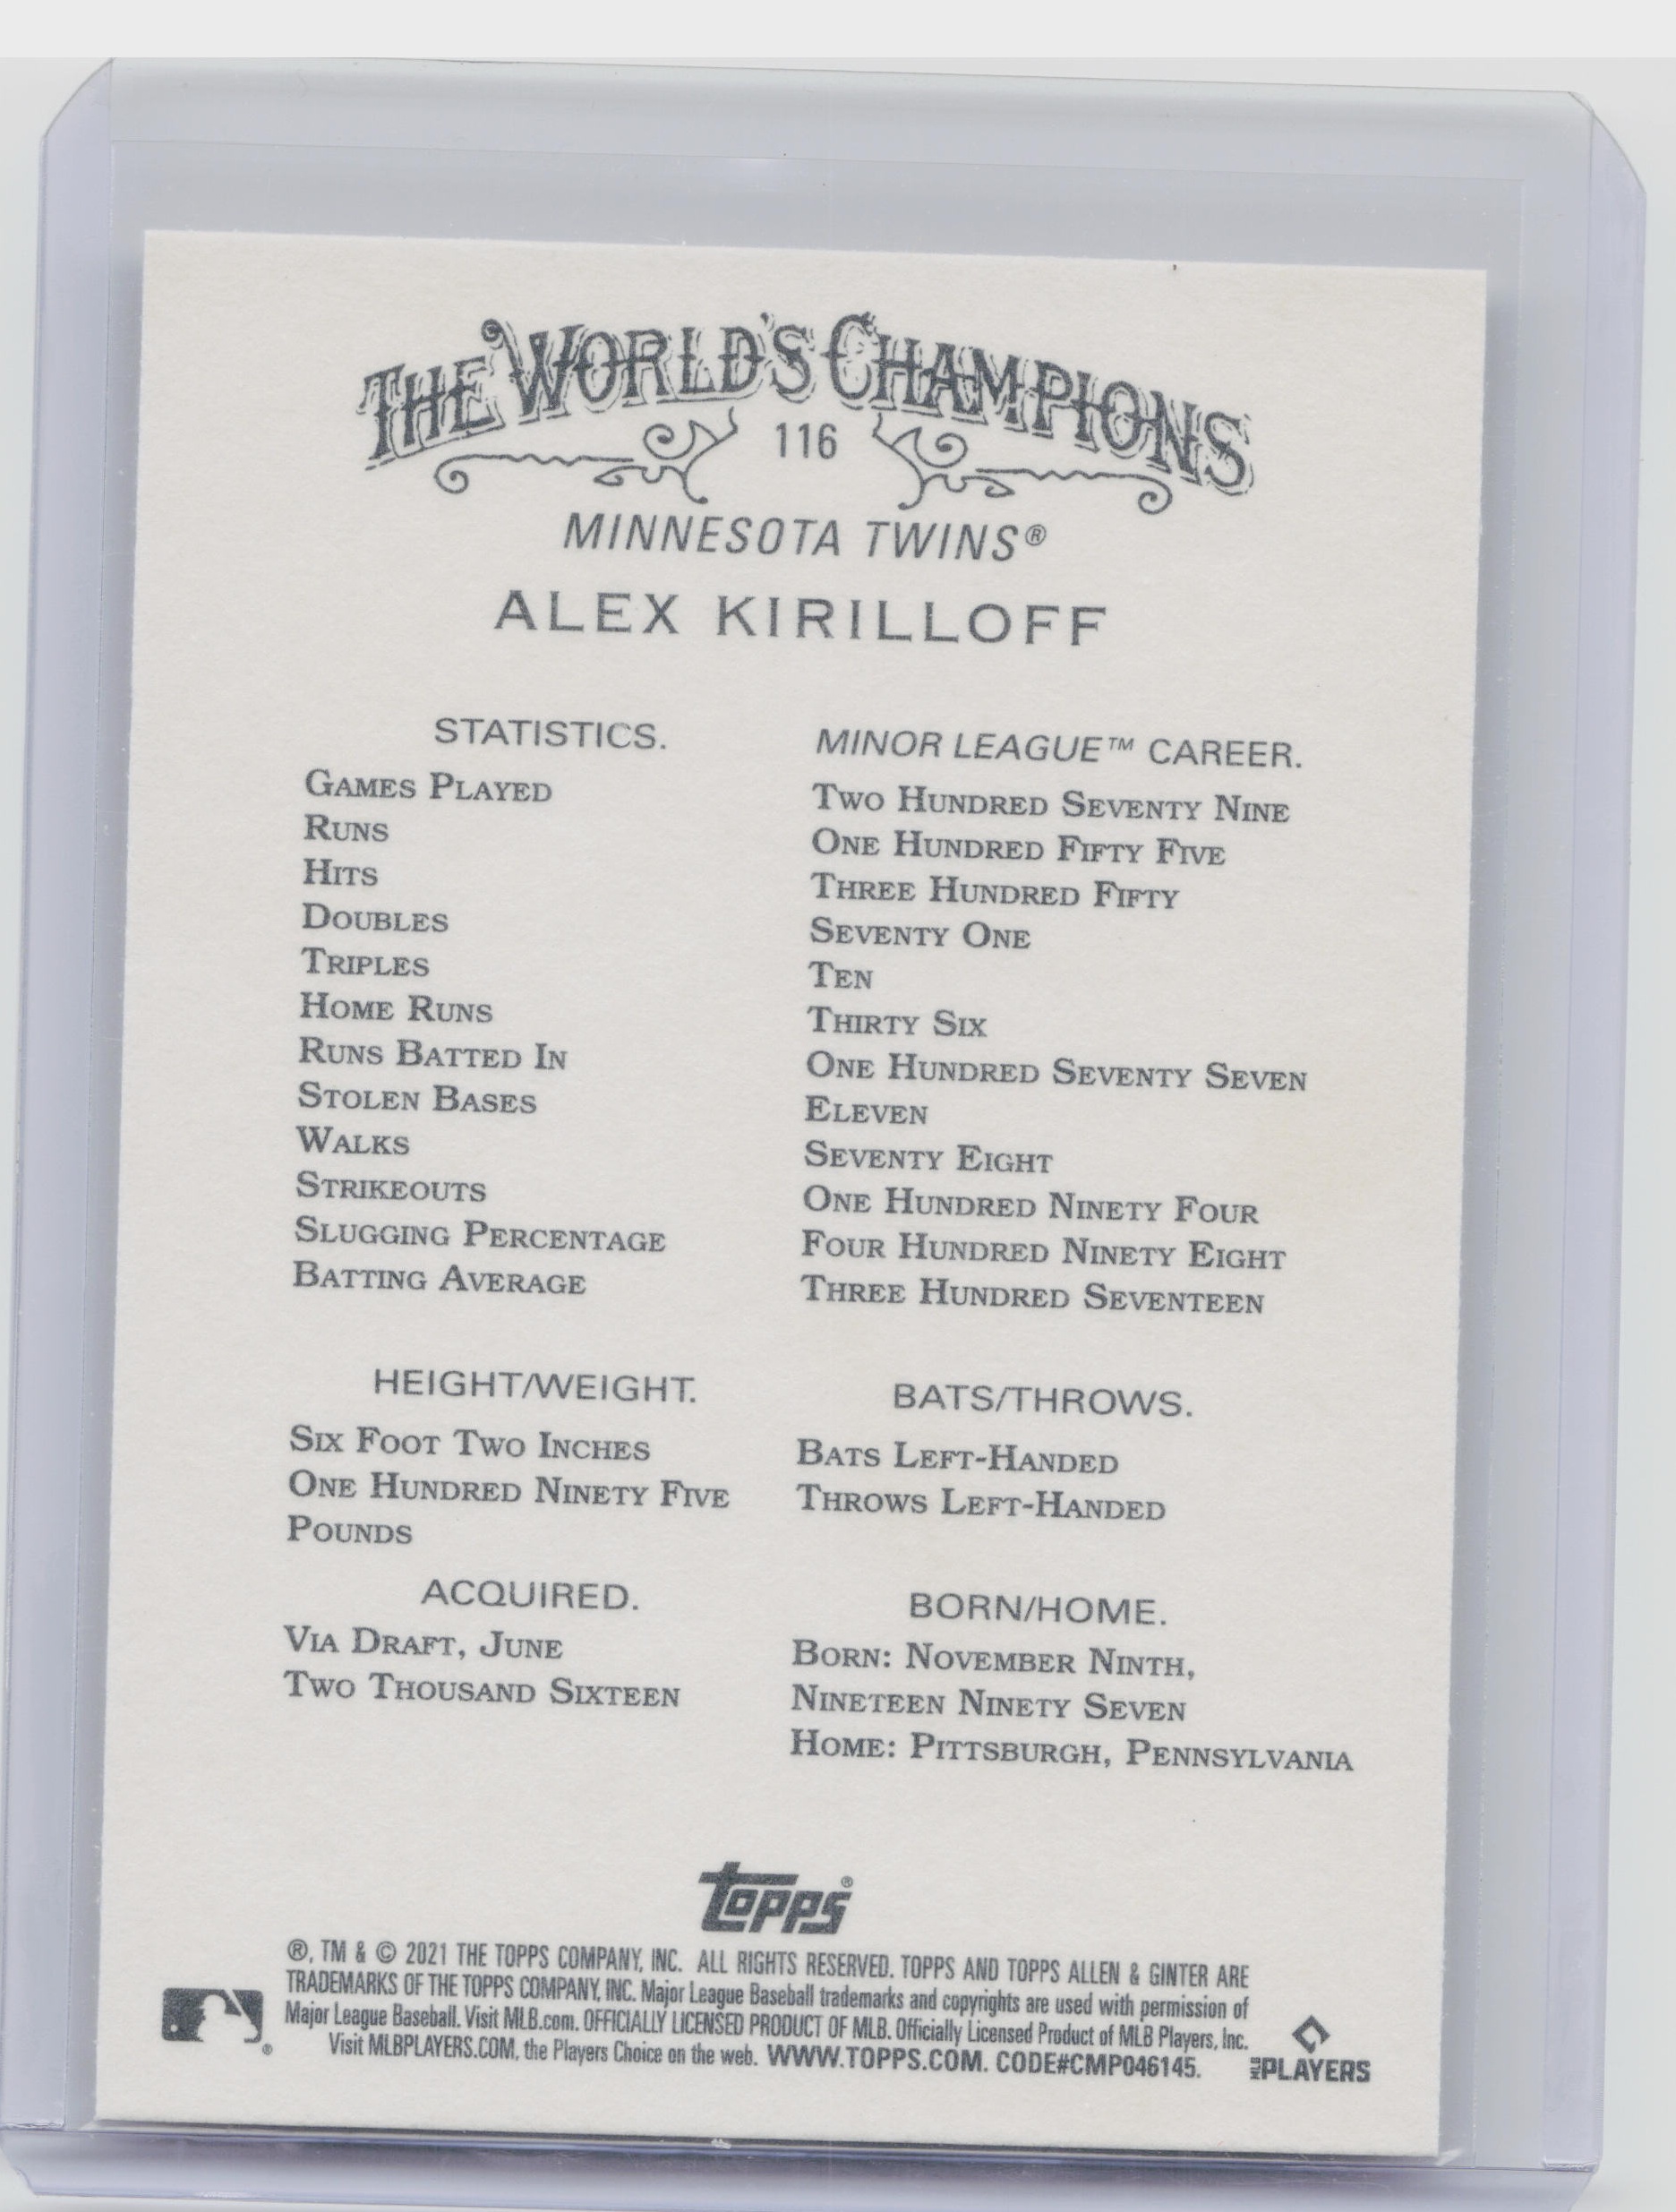 THE WORLD'S CHAMPIONS
116
MINNESOTA TWINS®
ALEX KIRILLOFF
STATISTICS.
GAMES PLAYED
RUNS
HITS
DOUBLES
TRIPLES
HOME RUNS
RUNS BATTED IN
STOLEN BASES
WALKS
STRIKEOUTS
SLUGGING PERCENTAGE
BATTING AVERAGE
MINOR LEAGUE™ CAREER.
TWO HUNDRED SEVENTY NINE
ONE HUNDRED FIFTY FIVE
THREE HUNDRED FIFTY
SEVENTY ONE
TEN
THIRTY SIX
ONE HUNDRED SEVENTY SEVEN
ELEVEN
SEVENTY EIGHT
ONE HUNDRED NINETY FOUR
FOUR HUNDRED NINETY EIGHT
THREE HUNDRED SEVENTEEN
HEIGHT/WEIGHT.
SIX FOOT TWO INCHES
ONE HUNDRED NINETY FIVE
POUNDS
BATS/THROWS.
BATS LEFT-HANDED
THROWS LEFT-HANDED
ACQUIRED.
VIA DRAFT, JUNE
TWO THOUSAND SIXTEEN
BORN/HOME.
BORN: NOVEMBER NINTH,
NINETEEN NINETY SEVEN
HOME: PITTSBURGH, PENNSYLVANIA
topps®
®, TM & © 2021 THE TOPPS COMPANY, INC. ALL RIGHTS RESERVED. TOPPS AND TOPPS ALLEN & GINTER ARE
TRADEMARKS OF THE TOPPS COMPANY, INC. Major League Baseball trademarks and copyrights are used with permission of
Major League Baseball. Visit MLB.com. OFFICIALLY LICENSED PRODUCT OF MLB. Officially Licensed Product of MLB Players, Inc.
Visit MLBPLAYERS.COM, the Players Choice on the web. WWW.TOPPS.COM. CODE#CMP046145.
®
MLB PLAYERS